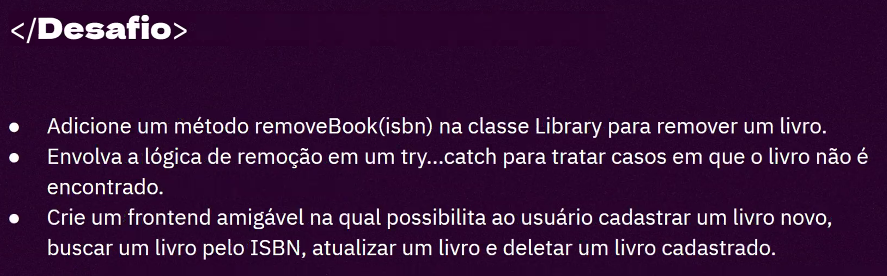 </Desafio>
● Adicione um método removeBook(isbn) na classe Library para remover um livro.
● Envolva a lógica de remoção em um try...catch para tratar casos em que o livro não é
encontrado.
● Crie um frontend amigável na qual possibilita ao usuário cadastrar um livro novo,
buscar um livro pelo ISBN, atualizar um livro e deletar um livro cadastrado.